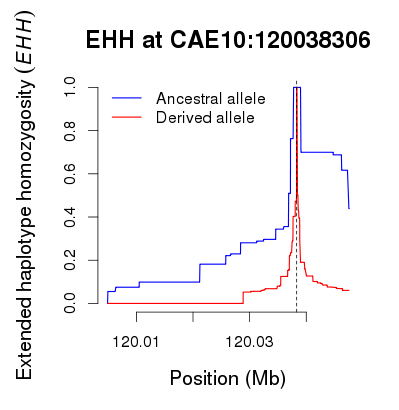 EHH at CAE10:120038306
Extended haplotype homozygosity (EHH)
1.0
0.8
0.6
0.4
0.2
0.0
Ancestral allele
Derived allele
120.01
120.03
Position (Mb)